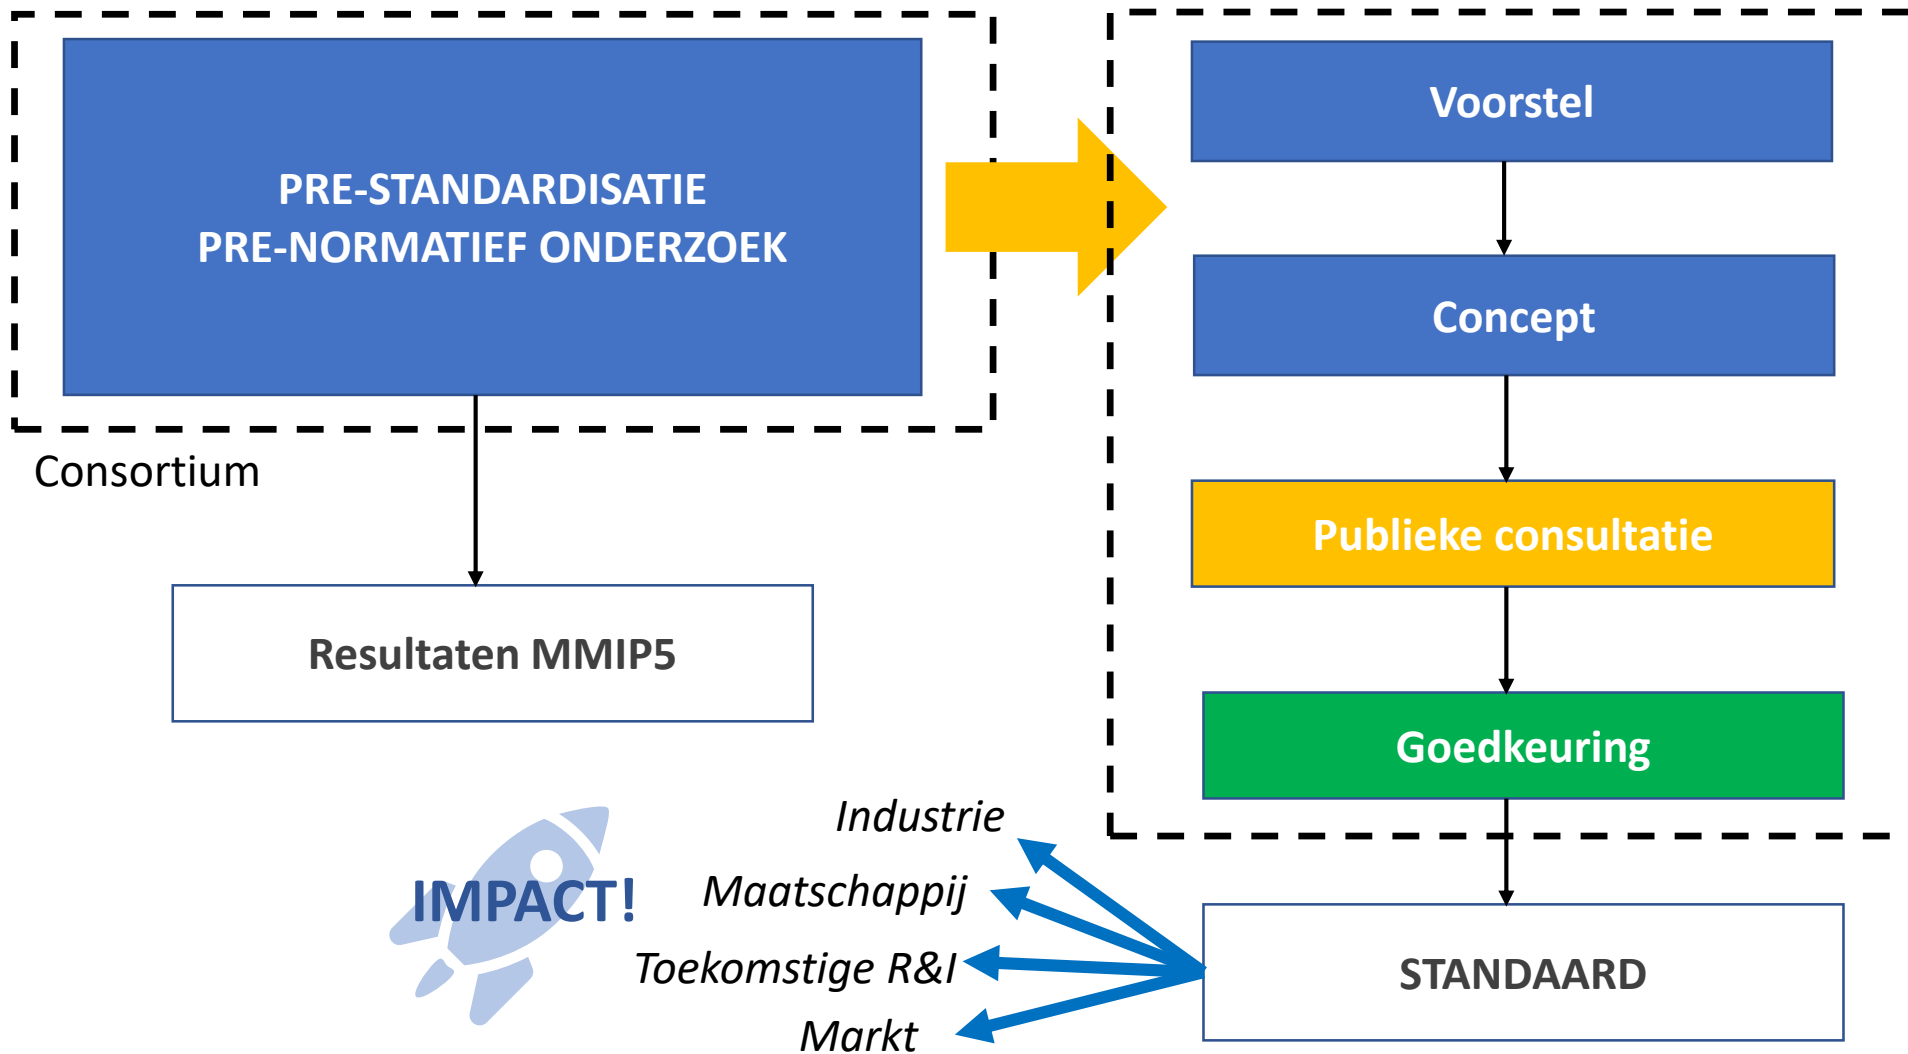 PRE-STANDARDISATIE
PRE-NORMATIEF ONDERZOEK
Consortium
Resultaten MMIP5
Voorstel
Concept
Publieke consultatie
Goedkeuring
STANDAARD
Industrie
Maatschappij
Toekomstige R&I
Markt
IMPACT!